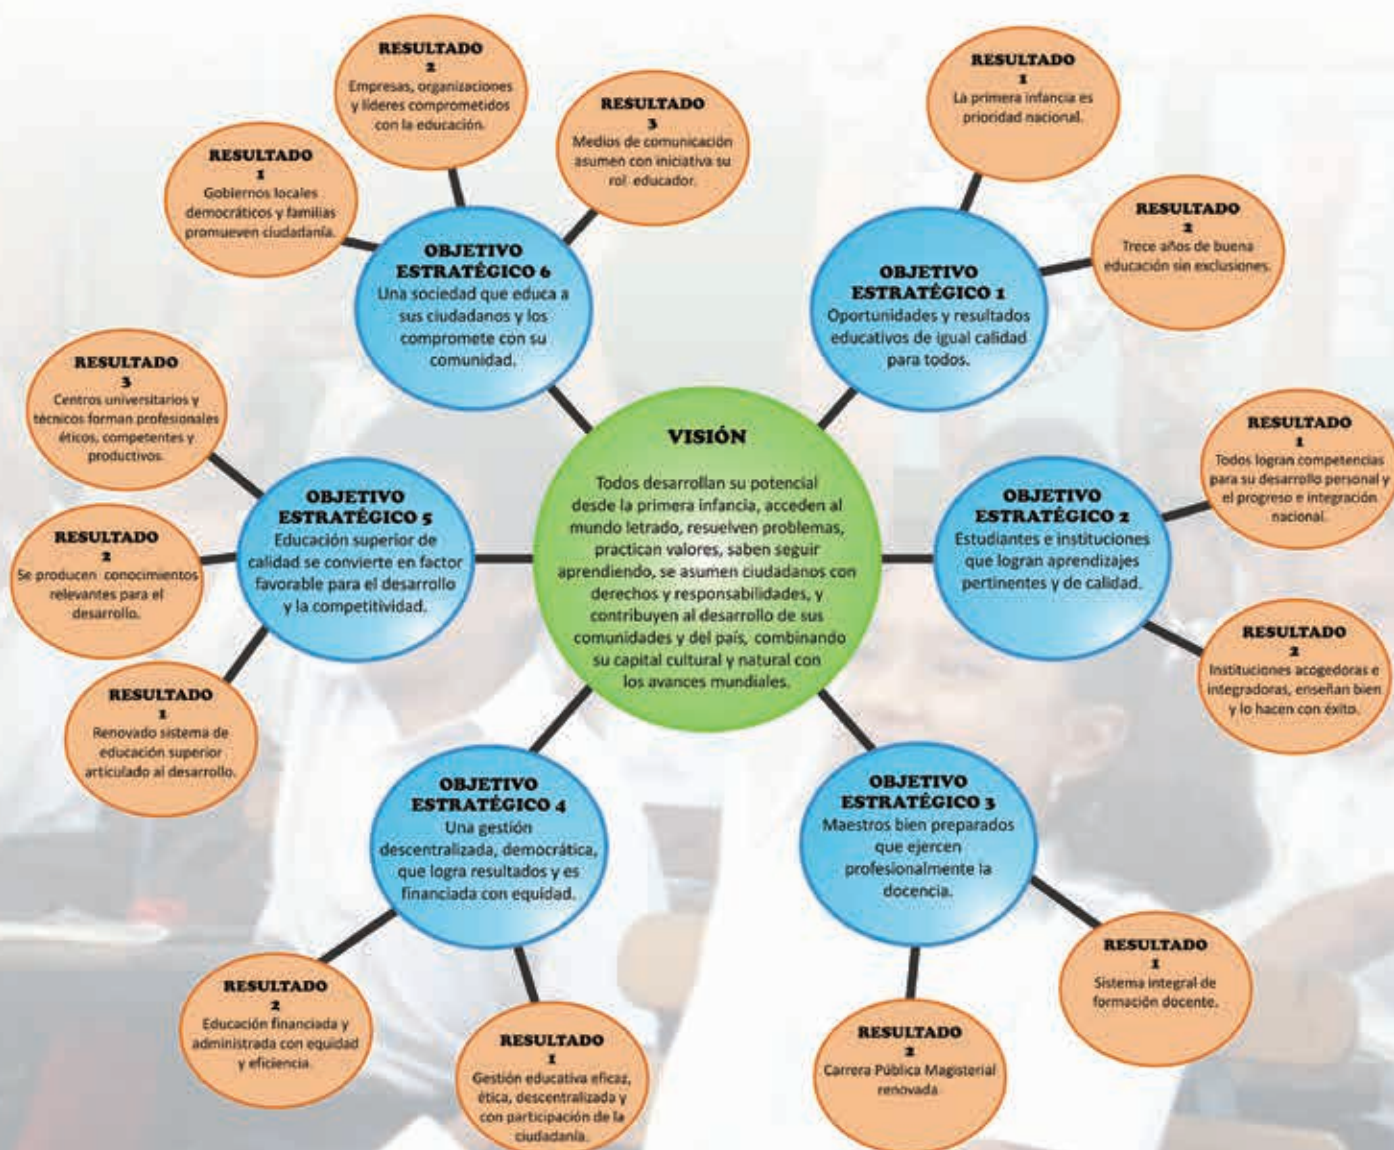 VISIÓN
Todos desarrollan su potencial
desde la primera infancia, acceden al
mundo letrado, resuelven problemas,
practican valores, saben seguir
aprendiendo, se asumen ciudadanos con
derechos y responsabilidades, y
contribuyen al desarrollo de sus
comunidades y del país, combinando
su capital cultural y natural con
los avances mundiales.
OBJETIVO
ESTRATÉGICO 1
Oportunidades y resultados
educativos de igual calidad
para todos.
RESULTADO
1
La primera infancia es
prioridad nacional.
RESULTADO
2
Trece años de buena
educación sin exclusiones.
OBJETIVO
ESTRATÉGICO 2
Estudiantes e instituciones
que logran aprendizajes
pertinentes y de calidad.
RESULTADO
1
Todos logran competencias
para su desarrollo personal y
el progreso e integración
nacional.
RESULTADO
2
Instituciones acogedoras e
integradoras, enseñan bien
y lo hacen con éxito.
OBJETIVO
ESTRATÉGICO 3
Maestros bien preparados
que ejercen
profesionalmente la
docencia.
RESULTADO
1
Sistema integral de
formación docente.
RESULTADO
2
Carrera Pública Magisterial
renovada
OBJETIVO
ESTRATÉGICO 4
Una gestión
descentralizada, democrática,
que logra resultados y es
financiada con equidad.
RESULTADO
1
Gestión educativa eficaz,
ética, descentralizada y
con participación de la
ciudadanía.
RESULTADO
2
Educación financiada y
administrada con equidad
y eficiencia.
OBJETIVO
ESTRATÉGICO 5
Educación superior de
calidad se convierte en factor
favorable para el desarrollo
y la competitividad.
RESULTADO
1
Renovado sistema de
educación superior
articulado al desarrollo.
RESULTADO
2
Se producen conocimientos
relevantes para el
desarrollo.
RESULTADO
3
Centros universitarios y
técnicos forman profesionales
éticos, competentes y
productivos.
OBJETIVO
ESTRATÉGICO 6
Una sociedad que educa a
sus ciudadanos y los
compromete con su
comunidad.
RESULTADO
1
Gobiernos locales
democráticos y familias
promueven ciudadanía.
RESULTADO
2
Empresas, organizaciones
y líderes comprometidos
con la educación.
RESULTADO
3
Medios de comunicación
asumen con iniciativa su
rol educador.